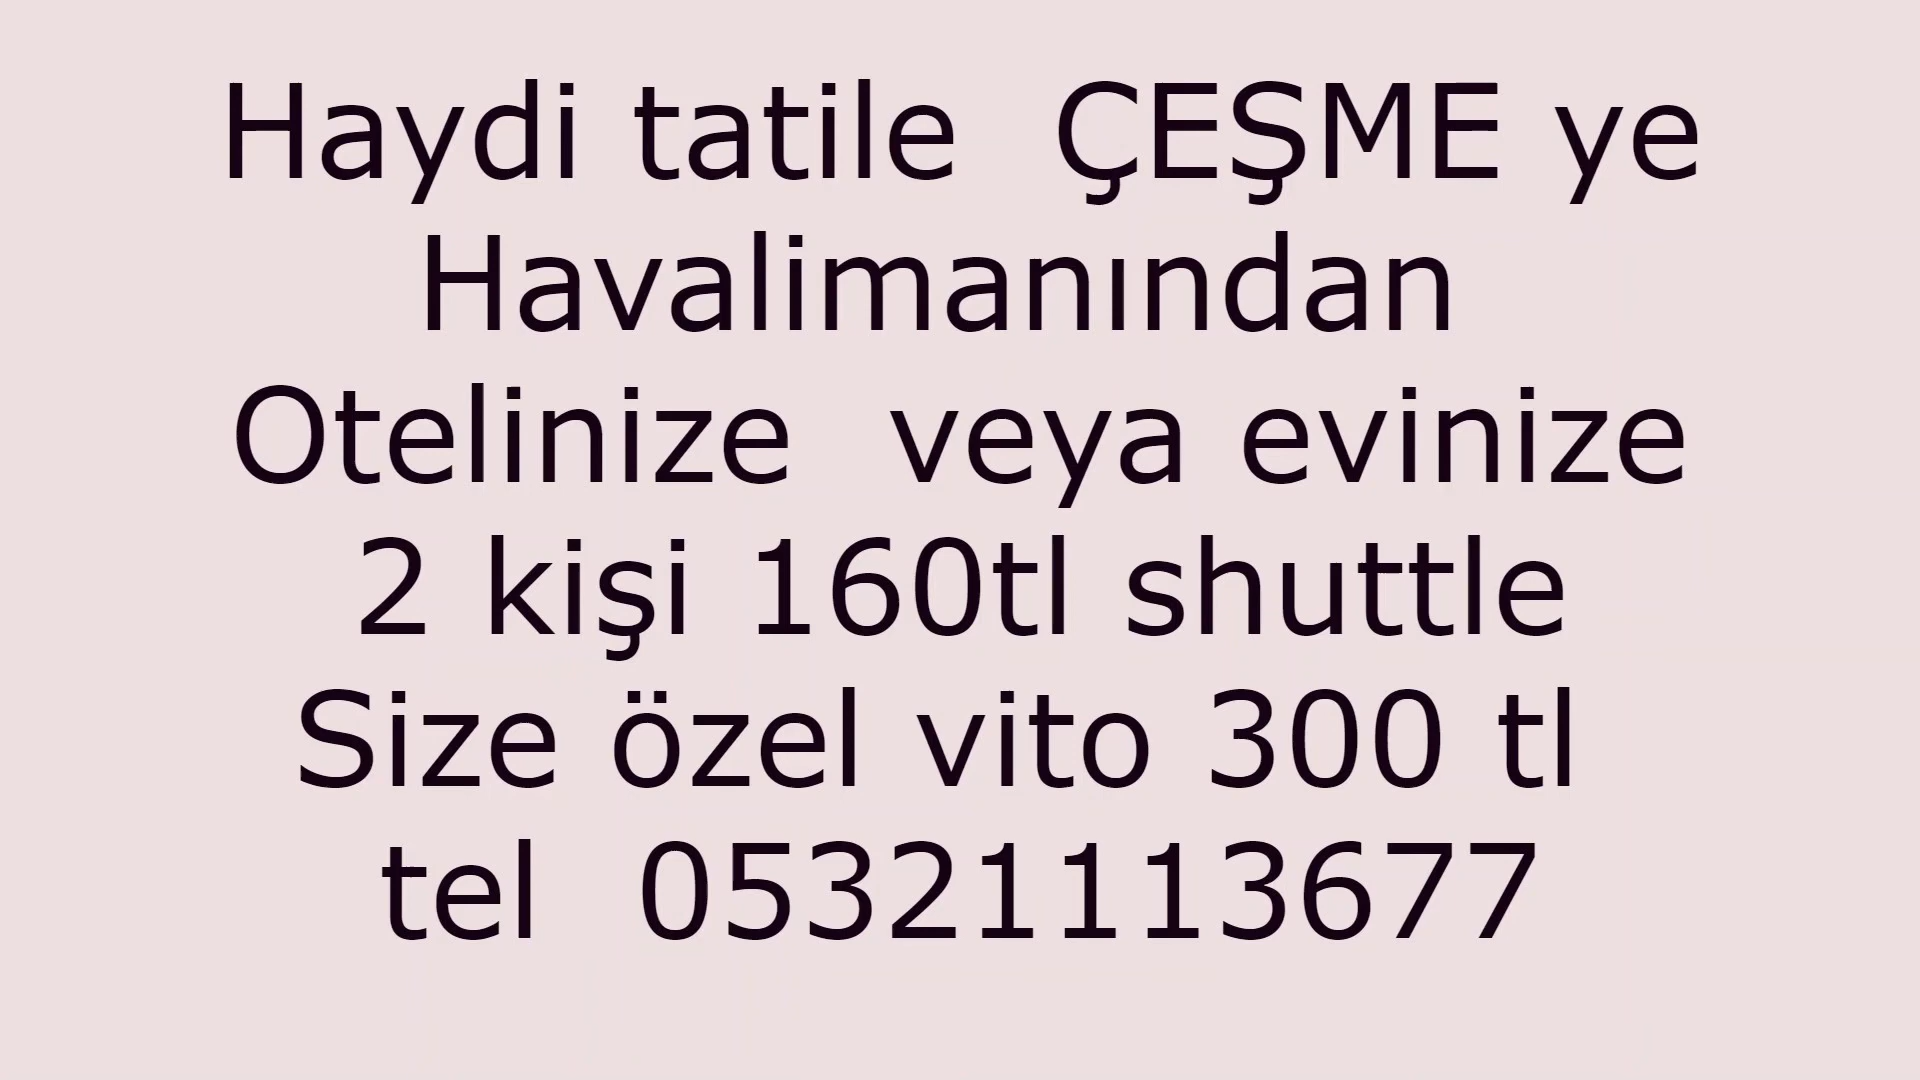 Haydi tatile  ÇEŞME ye
Havalimanından
Otelinize  veya evinize
2 kişi 160tl shuttle
Size özel vito 300 tl
tel  05321113677